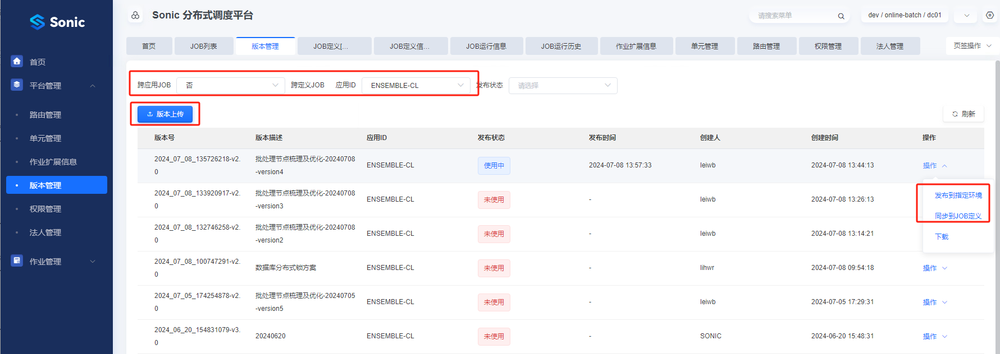 Sonic
Sonic 分布式调度平台
请搜索菜单
dev / online-batch / dc01
首页
JOB列表
版本管理
JOB定义[...
JOB定义信...
JOB运行信息
JOB运行历史
作业扩展信息
单元管理
路由管理
权限管理
法人管理
页签操作
首页
平台管理
路由管理
单元管理
作业扩展信息
版本管理
权限管理
法人管理
作业管理
跨应用JOB 否 跨定义JOB 应用ID ENSEMBLE-CL 发布状态 请选择
版本上传
刷新
版本号 版本描述 应用ID 发布状态 发布时间 创建人 创建时间 操作
2024_07_08_135726218-v2.
0
批处理节点梳理及优化-20240708
-version4
ENSEMBLE-CL 使用中 2024-07-08 13:57:33 leiwb 2024-07-08 13:44:13 操作
发布到指定环境
同步到JOB定义
下载
2024_07_08_133920917-v2.
0
批处理节点梳理及优化-20240708
-version3
ENSEMBLE-CL 未使用 - leiwb 2024-07-08 13:26:13
2024_07_08_132746258-v2.
0
批处理节点梳理及优化-20240708
-version2
ENSEMBLE-CL 未使用 - leiwb 2024-07-08 13:14:21
2024_07_08_100747291-v2.
0
数据库分布式锁方案
ENSEMBLE-CL 未使用 - lihwr 2024-07-08 09:54:18 操作
2024_07_05_174254878-v2.
0
批处理节点梳理及优化-20240705
-version5
ENSEMBLE-CL 未使用 - leiwb 2024-07-05 17:29:31 操作
2024_06_20_154831079-v3.
0
20240620
ENSEMBLE-CL 未使用 - SONIC 2024-06-20 15:48:31 操作